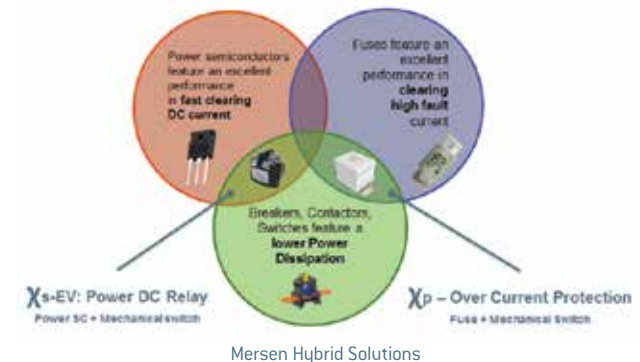 Power semiconductors
feature an excellent
performance
in fast clearing
DC current
Fuses feature an
excellent
performance in
clearing
high fault
current
Breakers, Contactors,
Switches feature a
lower Power
Dissipation
χs-EV: Power DC Relay
Power SC + Mechanical switch
χp – Over Current Protection
Fuse + Mechanical Switch
Mersen Hybrid Solutions